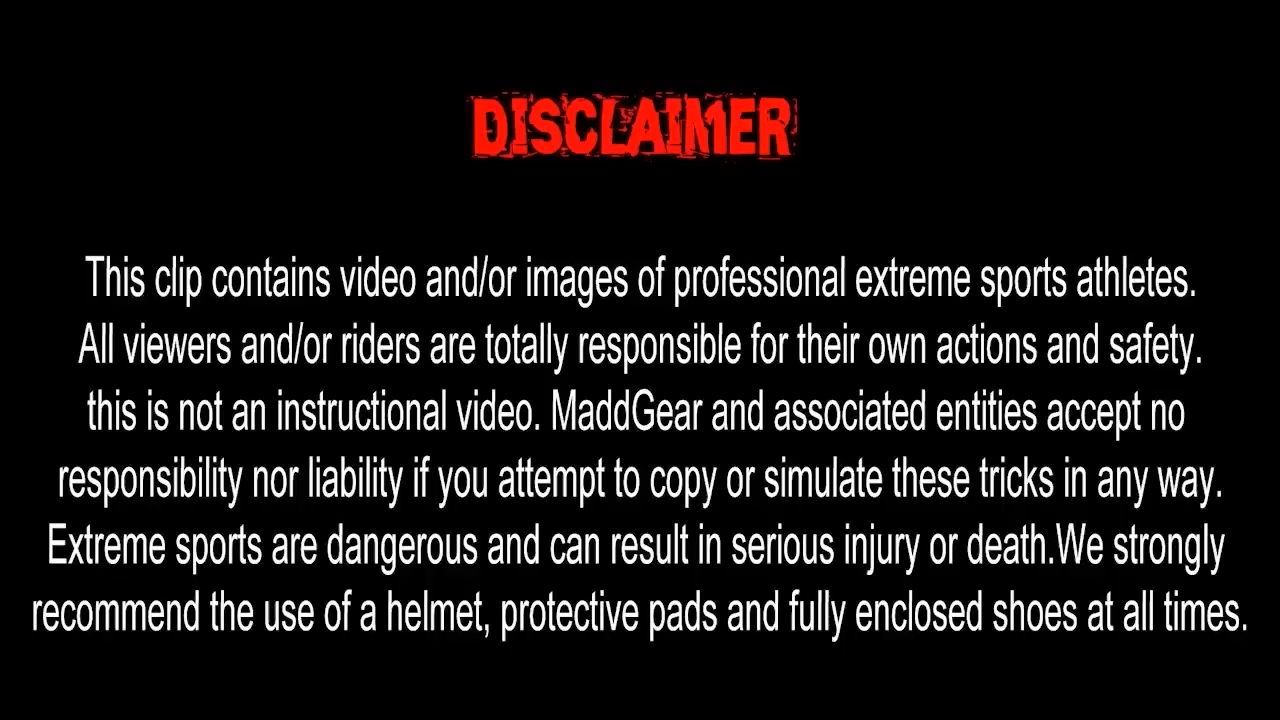 DISCLAIMER
This clip contains video and/or images of professional extreme sports athletes.
All viewers and/or riders are totally responsible for their own actions and safety.
this is not an instructional video. MaddGear and associated entities accept no
responsibility nor liability if you attempt to copy or simulate these tricks in any way.
Extreme sports are dangerous and can result in serious injury or death.We strongly
recommend the use of a helmet, protective pads and fully enclosed shoes at all times.